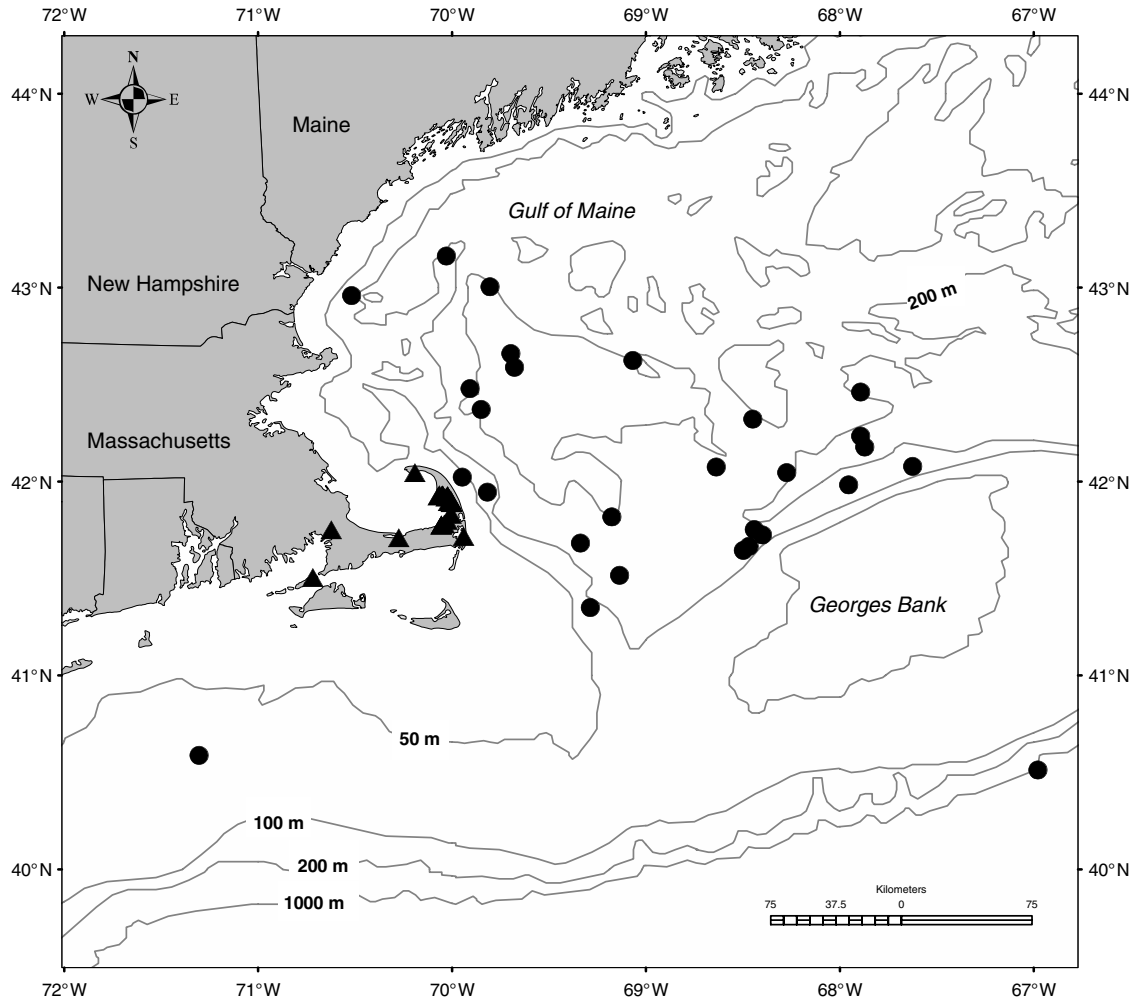 72°W 71°W 70°W 69°W 68°W 67°W
N
W E
S
44°N 44°N
Maine
Gulf of Maine
New Hampshire
43°N 43°N
200 m
Massachusetts
42°N 42°N
Georges Bank
41°N 41°N
50 m
100 m
200 m
40°N 40°N
1000 m
Kilometers
75 37.5 0 75
72°W 71°W 70°W 69°W 68°W 67°W